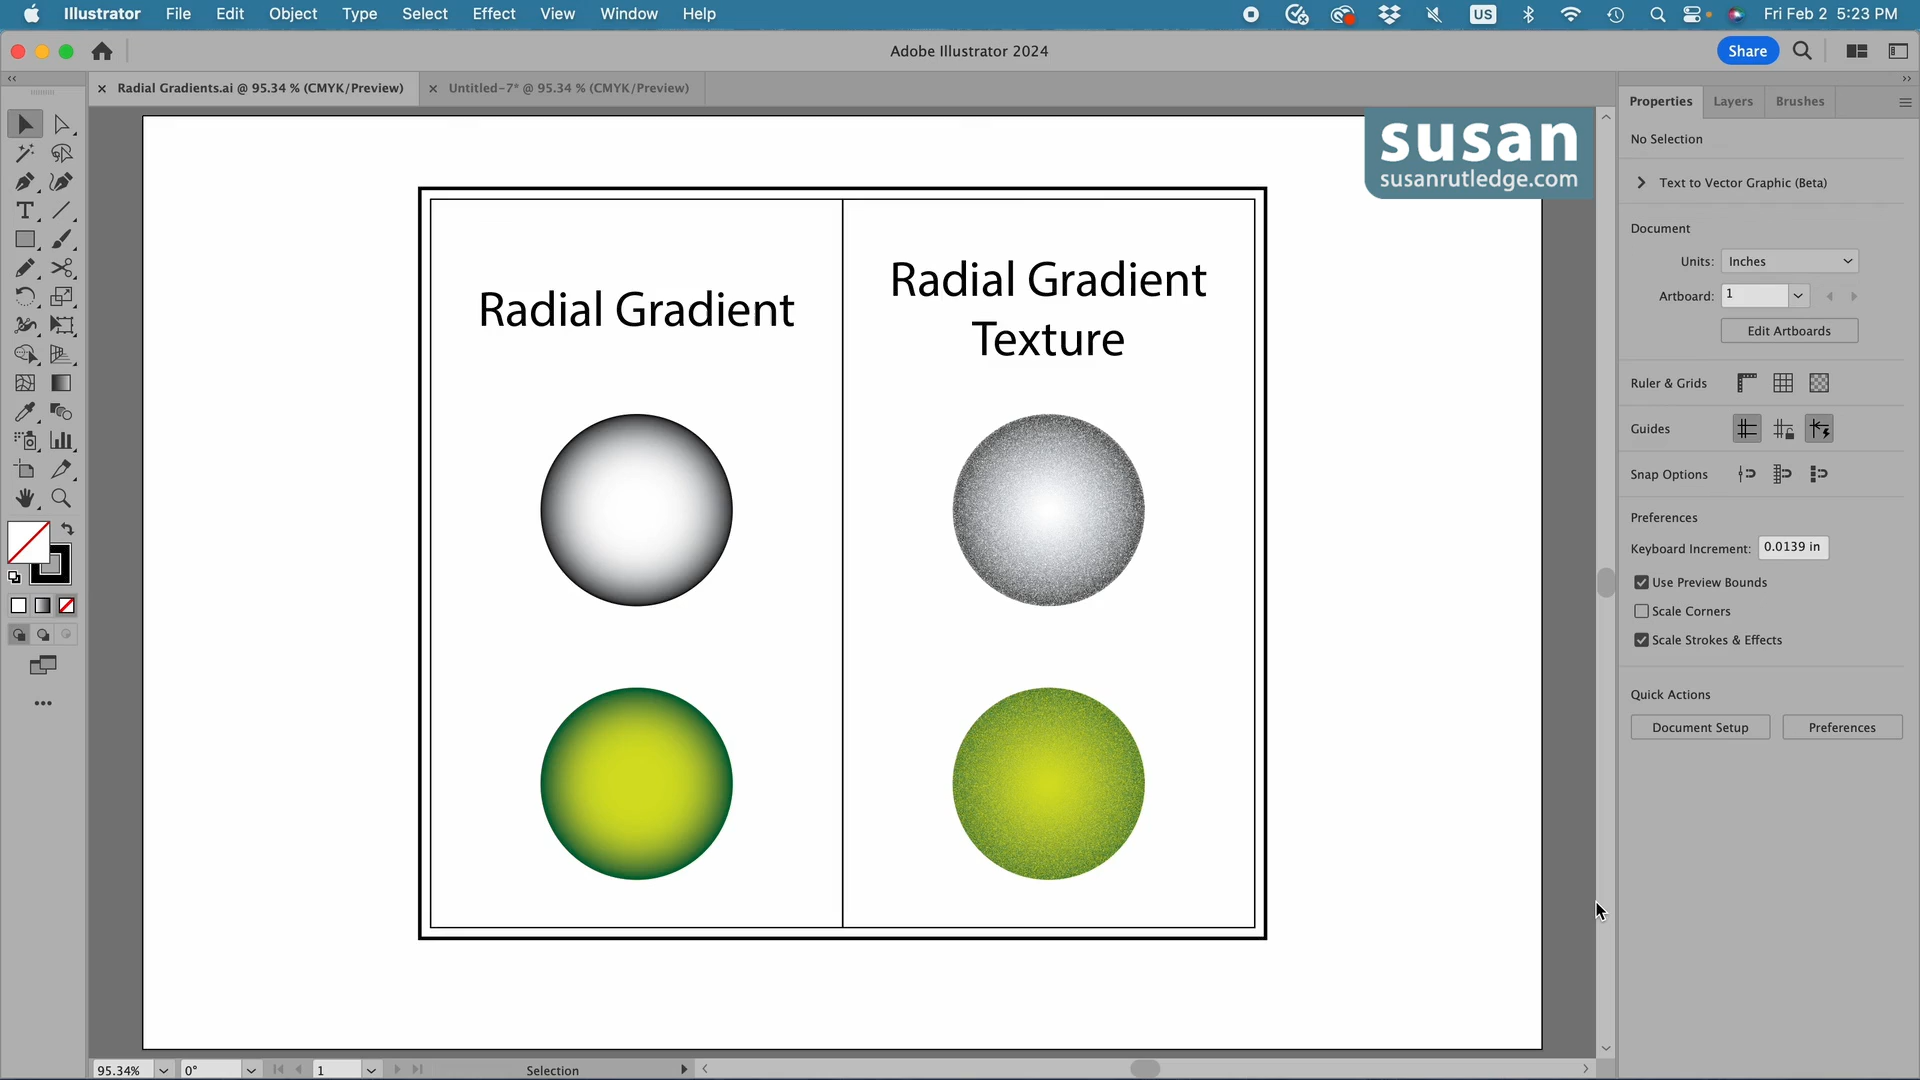 Illustrator File Edit Object Type Select Effect View Window Help US Fri Feb 2 5:23 PM
Adobe Illustrator 2024
Share
Radial Gradients.ai @ 95.34 % (CMYK/Preview)
Untitled-7* @ 95.34 % (CMYK/Preview)
Properties Layers Brushes
susan
susanrutledge.com
No Selection
Text to Vector Graphic (Beta)
Document
Units: Inches
Artboard: 1
Edit Artboards
Ruler & Grids
Guides
Snap Options
Preferences
Keyboard Increment: 0.0139 in
Use Preview Bounds
Scale Corners
Scale Strokes & Effects
Quick Actions
Document Setup Preferences
Radial Gradient
Radial Gradient
Texture
95.34% 0° 1 Selection